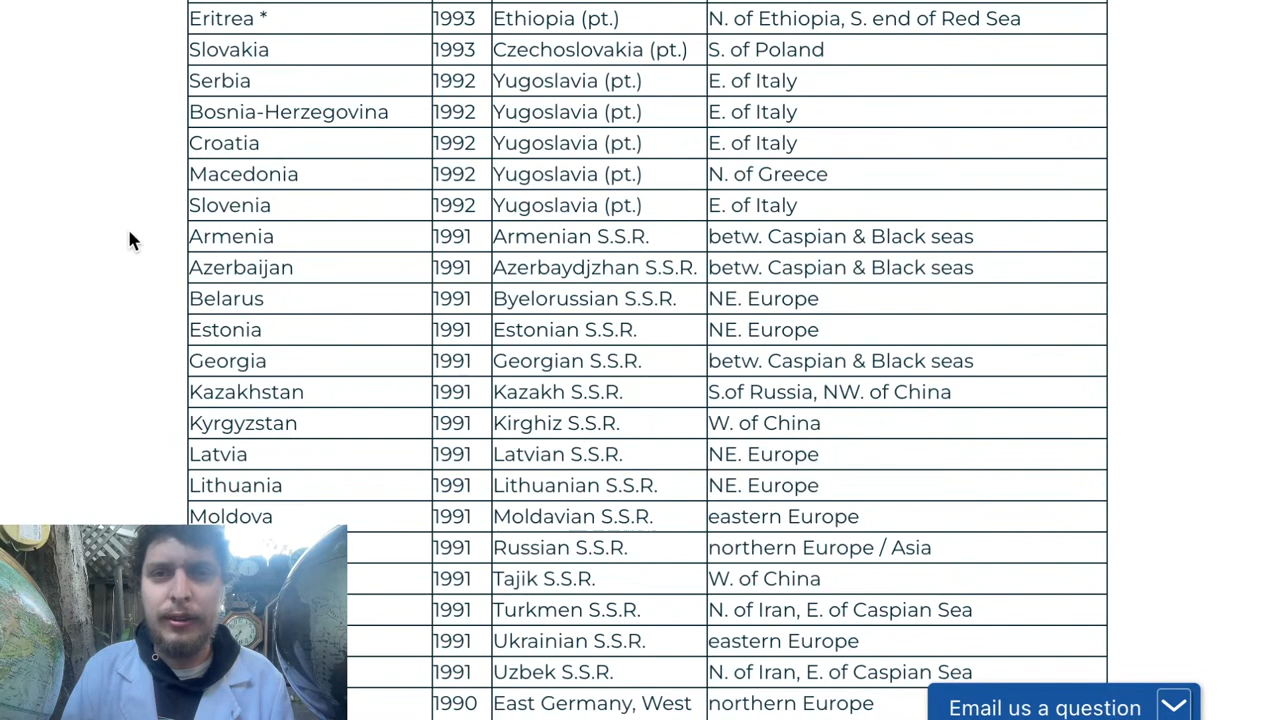 Eritrea * 1993 Ethiopia (pt.) N. of Ethiopia, S. end of Red Sea
Slovakia 1993 Czechoslovakia (pt.) S. of Poland
Serbia 1992 Yugoslavia (pt.) E. of Italy
Bosnia-Herzegovina 1992 Yugoslavia (pt.) E. of Italy
Croatia 1992 Yugoslavia (pt.) E. of Italy
Macedonia 1992 Yugoslavia (pt.) N. of Greece
Slovenia 1992 Yugoslavia (pt.) E. of Italy
Armenia 1991 Armenian S.S.R. betw. Caspian & Black seas
Azerbaijan 1991 Azerbaydjzhan S.S.R. betw. Caspian & Black seas
Belarus 1991 Byelorussian S.S.R. NE. Europe
Estonia 1991 Estonian S.S.R. NE. Europe
Georgia 1991 Georgian S.S.R. betw. Caspian & Black seas
Kazakhstan 1991 Kazakh S.S.R. S.of Russia, NW. of China
Kyrgyzstan 1991 Kirghiz S.S.R. W. of China
Latvia 1991 Latvian S.S.R. NE. Europe
Lithuania 1991 Lithuanian S.S.R. NE. Europe
Moldova 1991 Moldavian S.S.R. eastern Europe
1991 Russian S.S.R. northern Europe / Asia
1991 Tajik S.S.R. W. of China
1991 Turkmen S.S.R. N. of Iran, E. of Caspian Sea
1991 Ukrainian S.S.R. eastern Europe
1991 Uzbek S.S.R. N. of Iran, E. of Caspian Sea
1990 East Germany, West northern Europe
Email us a question